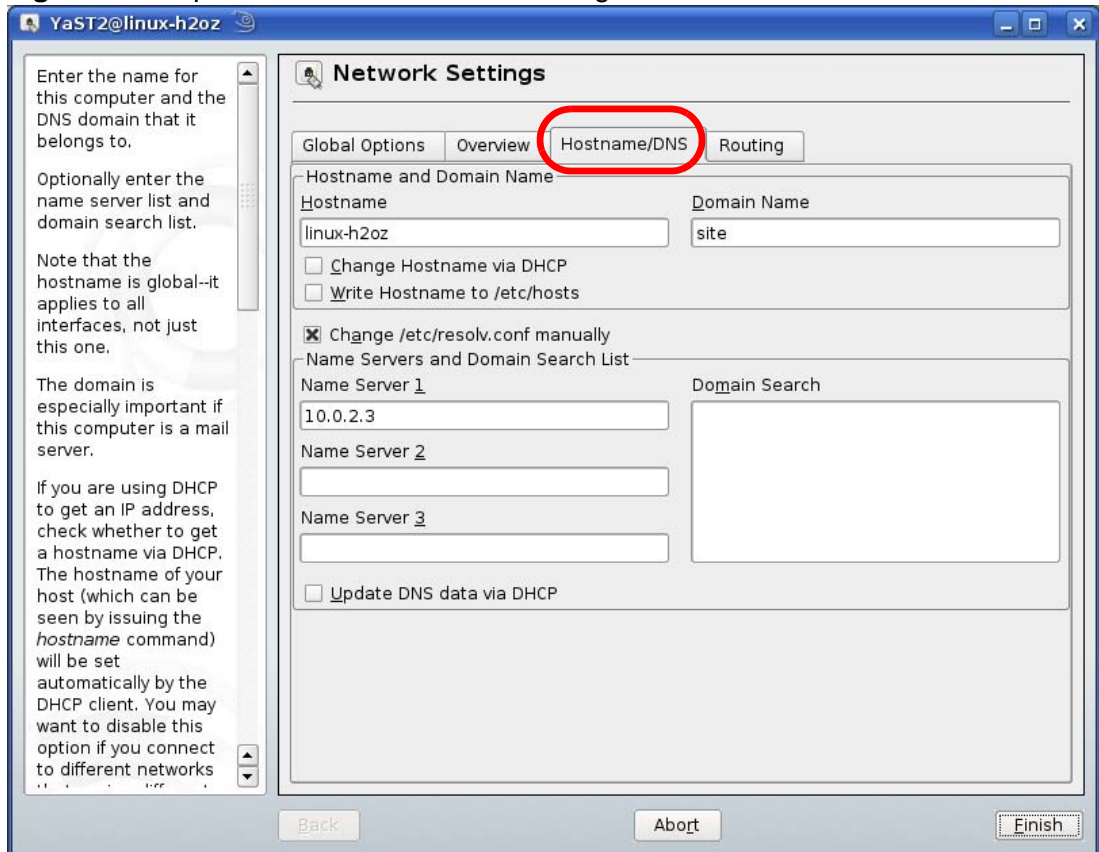 YaST2@linux-h2oz
Enter the name for
this computer and the
DNS domain that it
belongs to.
Optionally enter the
name server list and
domain search list.
Note that the
hostname is global--it
applies to all
interfaces, not just
this one.
The domain is
especially important if
this computer is a mail
server.
If you are using DHCP
to get an IP address,
check whether to get
a hostname via DHCP.
The hostname of your
host (which can be
seen by issuing the
hostname command)
will be set
automatically by the
DHCP client. You may
want to disable this
option if you connect
to different networks
Network Settings
Global Options
Overview
Hostname/DNS
Routing
Hostname and Domain Name
Hostname
Domain Name
linux-h2oz
site
Change Hostname via DHCP
Write Hostname to /etc/hosts
Change /etc/resolv.conf manually
Name Servers and Domain Search List
Name Server 1
Domain Search
10.0.2.3
Name Server 2
Name Server 3
Update DNS data via DHCP
Back
Abort
Finish